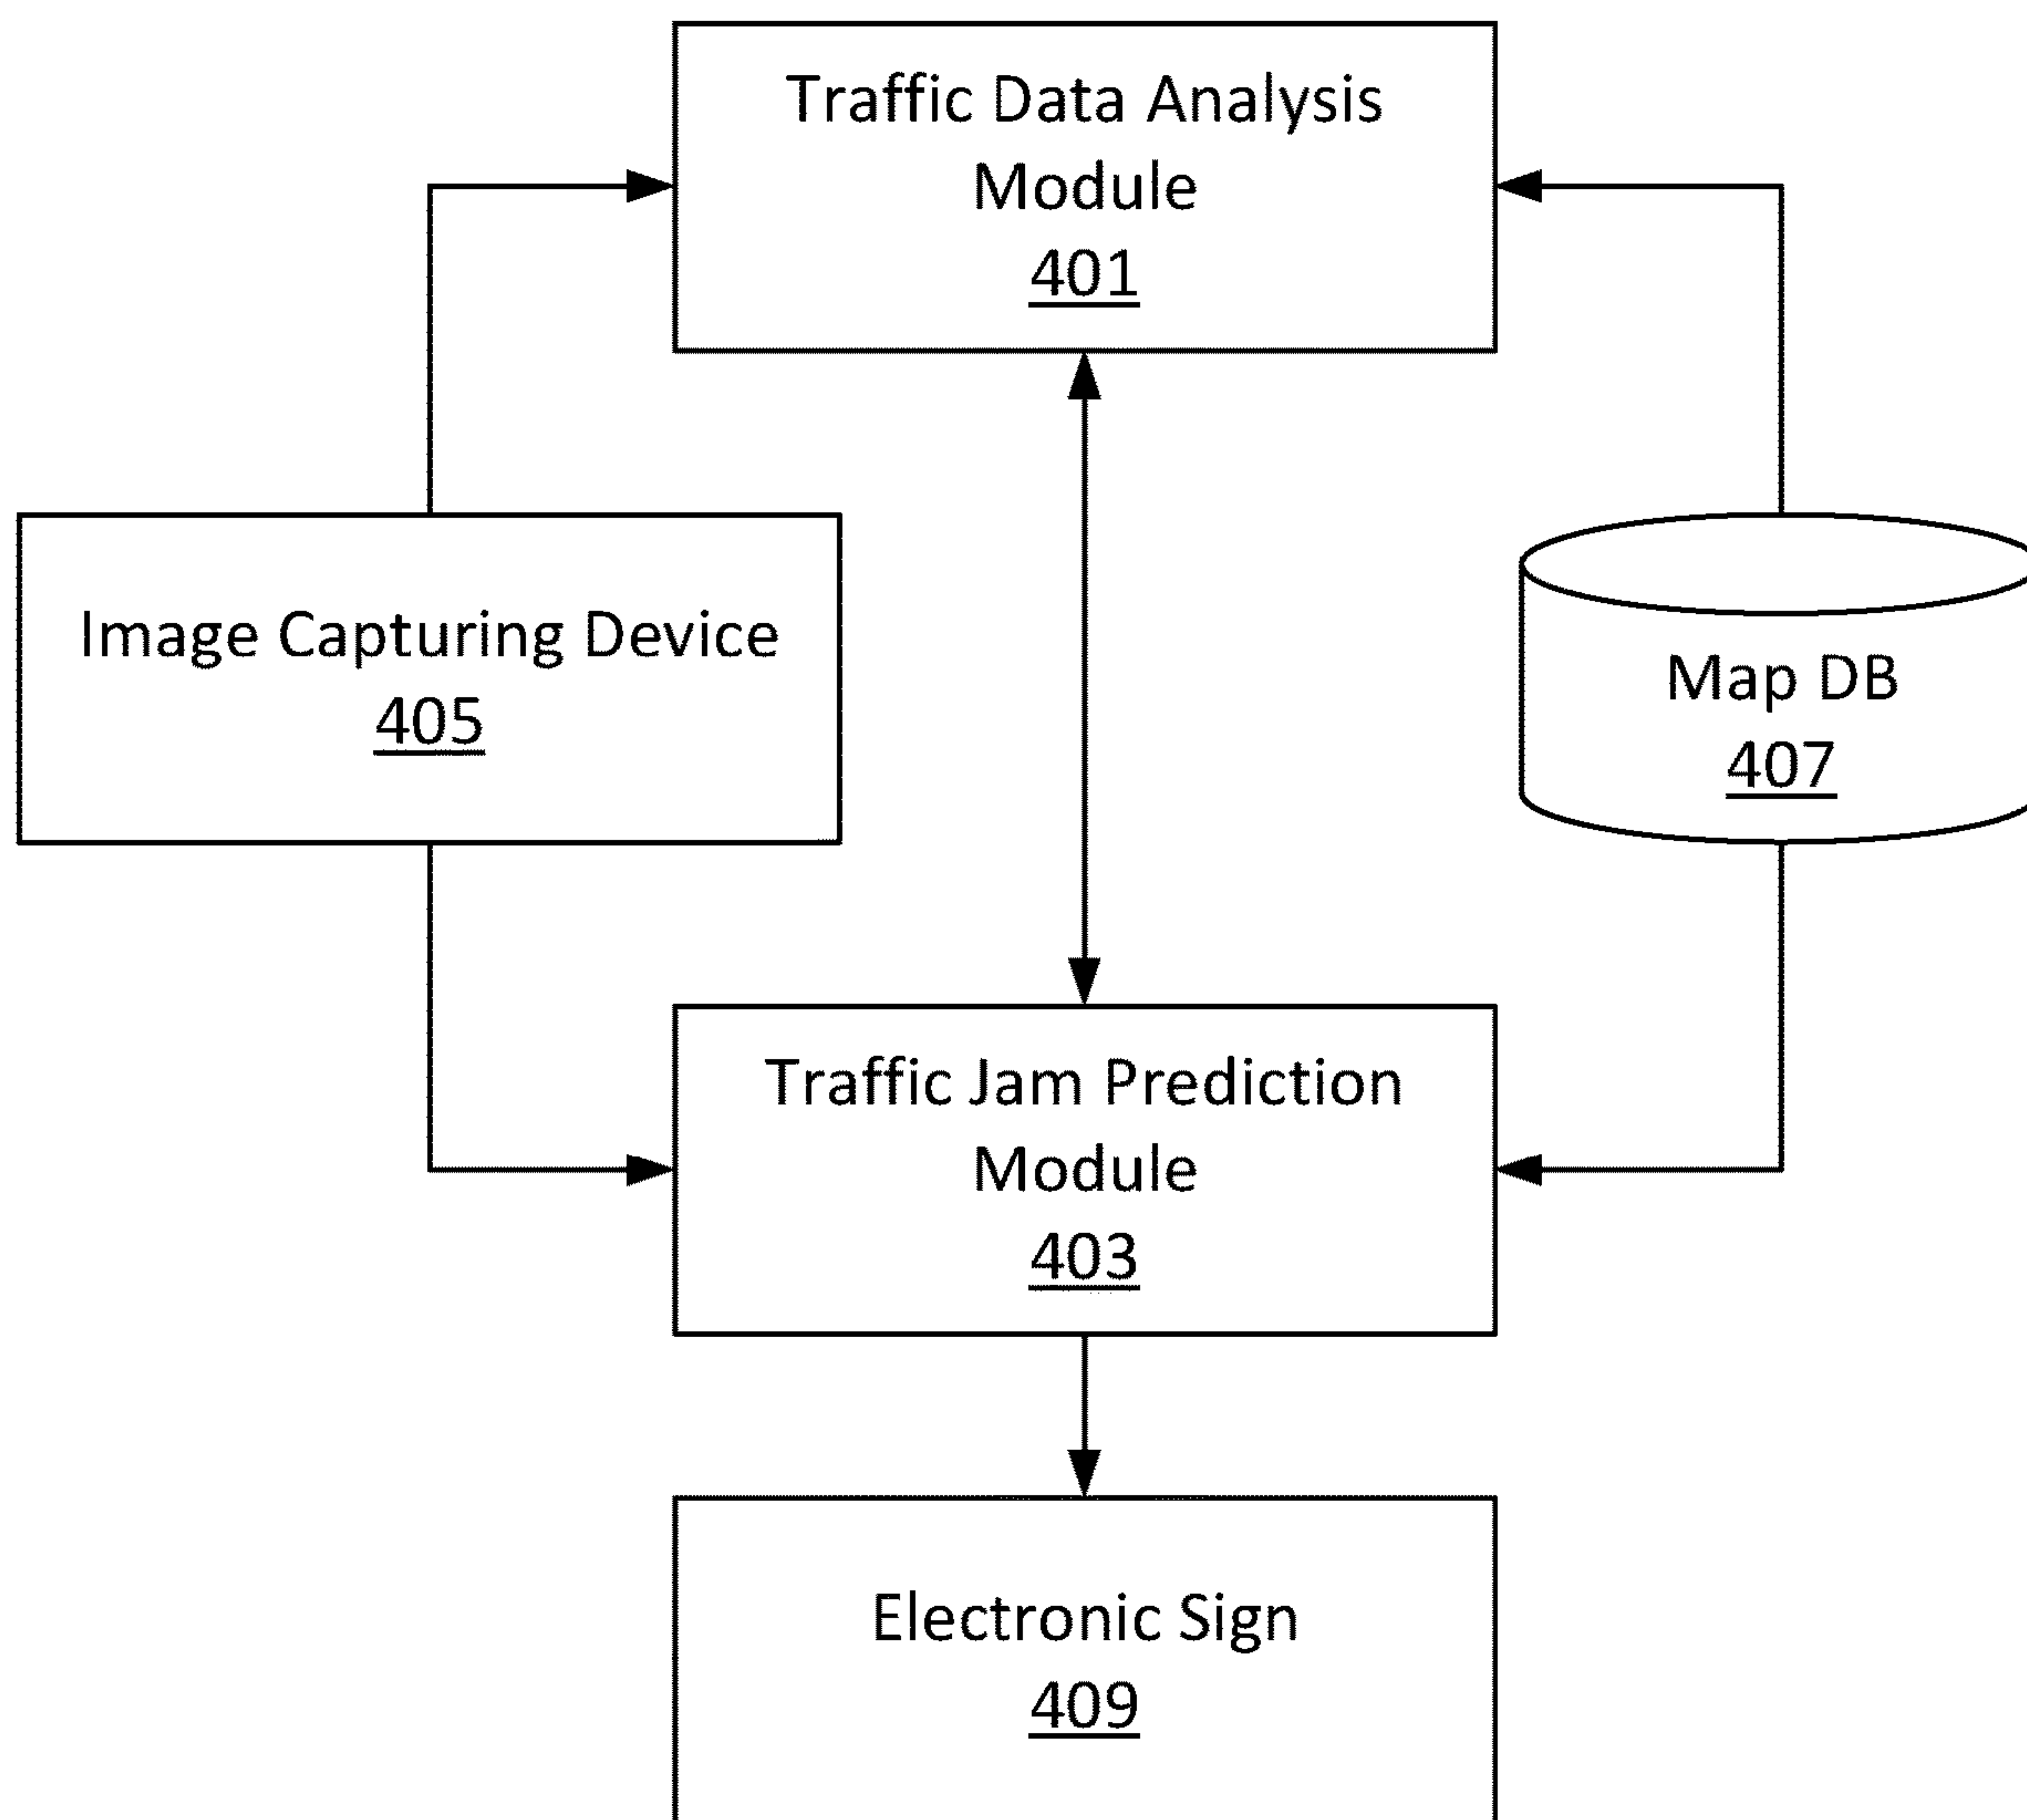 Traffic Data Analysis
Module
401
Image Capturing Device
405
Map DB
407
Traffic Jam Prediction
Module
403
Electronic Sign
409